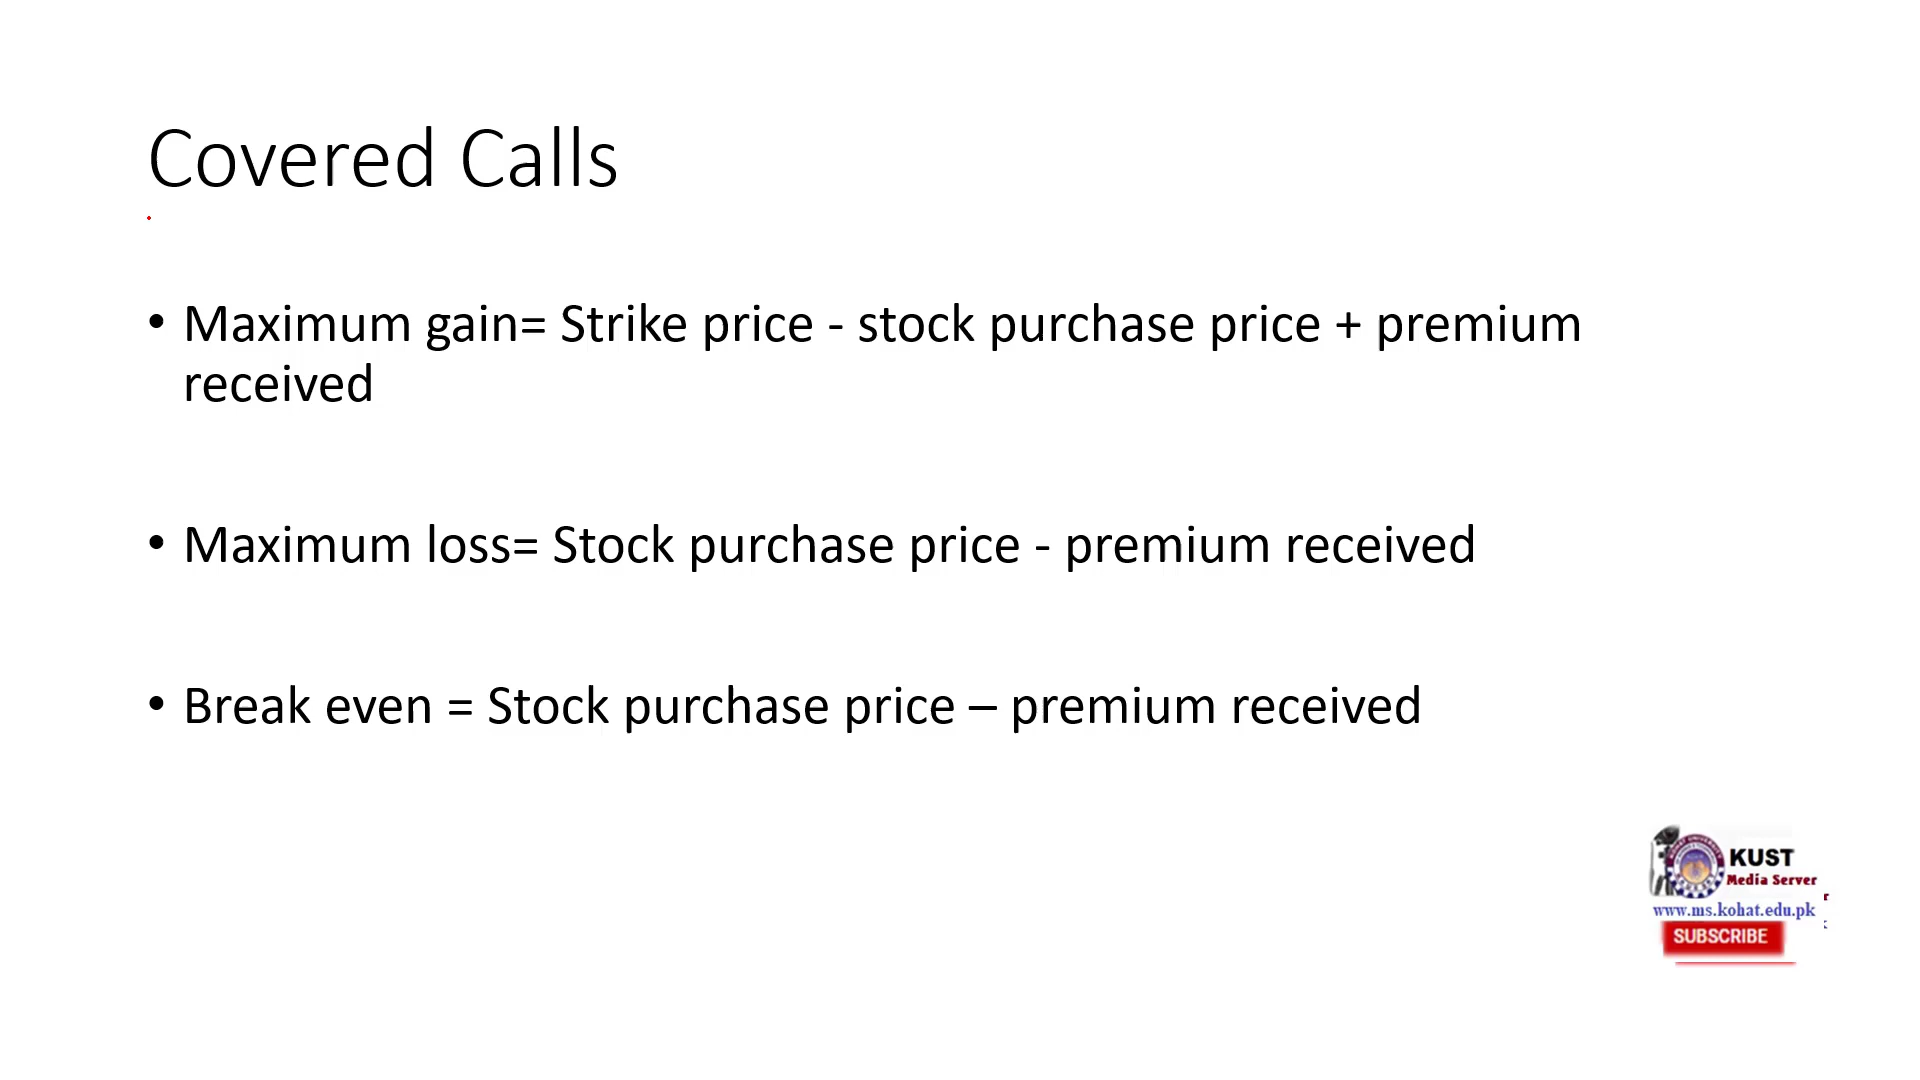 Covered Calls
• Maximum gain= Strike price - stock purchase price + premium
received
• Maximum loss= Stock purchase price - premium received
• Break even = Stock purchase price – premium received
KUST
Media Server
www.ms.kohat.edu.pk
SUBSCRIBE